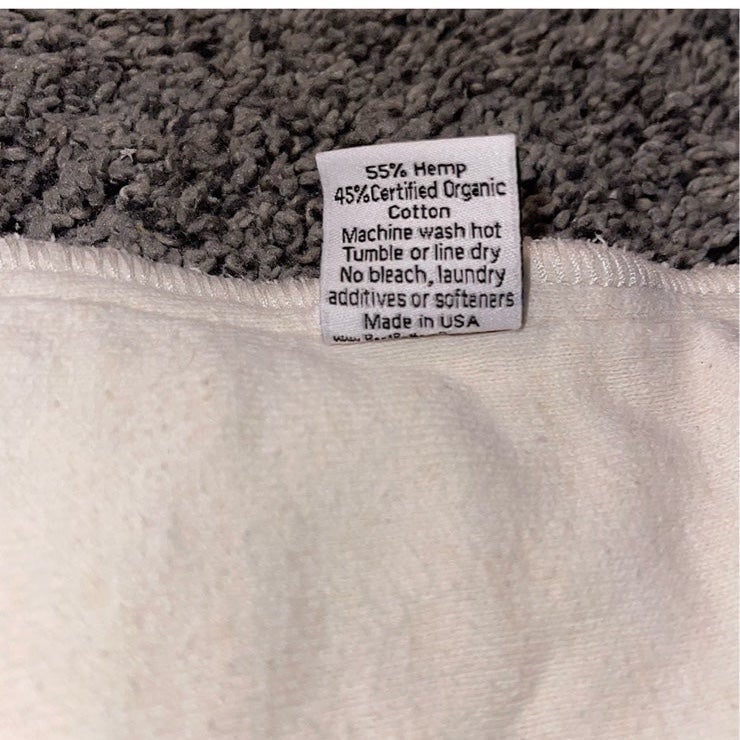 55% Hemp
45%Certified Organic
Cotton
Machine wash hot
Tumble or line dry
No bleach, laundry
additives or softeners
Made in USA